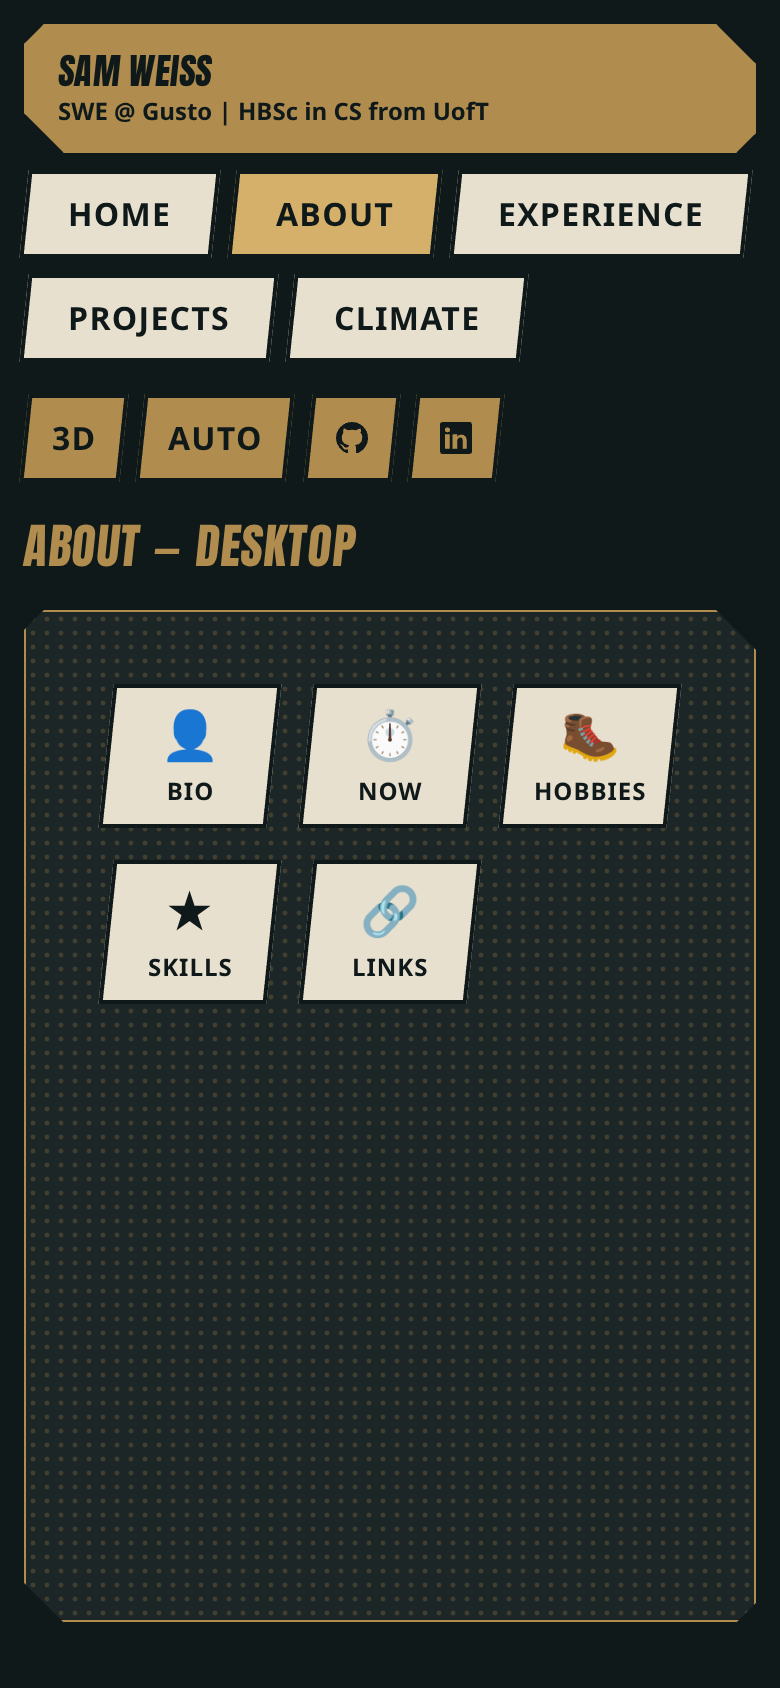 SAM WEISS
SWE @ Gusto | HBSc in CS from UofT
HOME ABOUT EXPERIENCE
PROJECTS CLIMATE
3D AUTO in
ABOUT – DESKTOP
BIO NOW HOBBIES
SKILLS LINKS